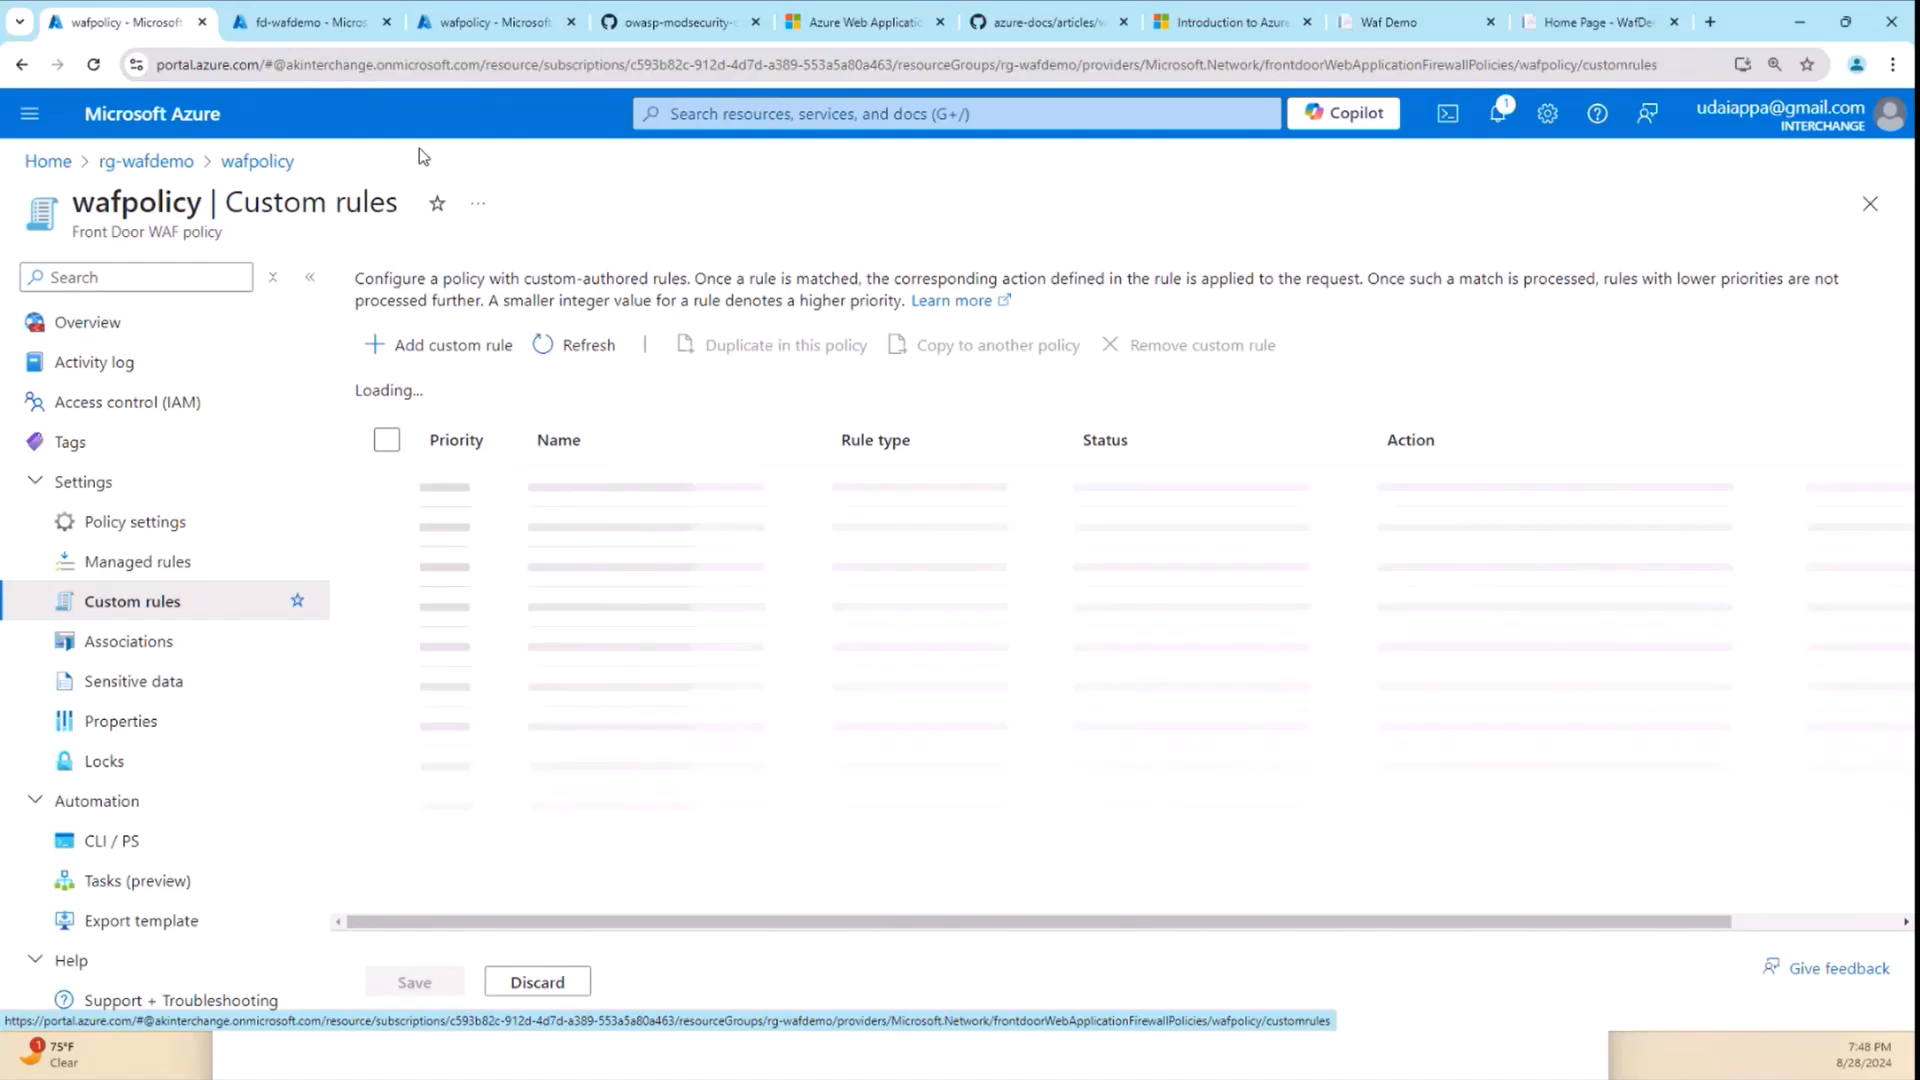 wafpolicy - Microsoft
fd-wafdemo - Micros
wafpolicy - Microsoft
owasp-modsecurity-
Azure Web Applicatio
azure-docs/articles/
Introduction to Azure
Waf Demo
Home Page - WafDe
portal.azure.com/#@akinterchange.onmicrosoft.com/resource/subscriptions/c593b82c-912d-4d7d-a389-553a5a80a463/resourceGroups/rg-wafdemo/providers/Microsoft.Network/frontdoorWebApplicationFirewallPolicies/wafpolicy/customrules
Microsoft Azure
Search resources, services, and docs (G+/)
Copilot
1
udaiappa@gmail.com
INTERCHANGE
Home > rg-wafdemo > wafpolicy
wafpolicy | Custom rules
Front Door WAF policy
Search
Overview
Activity log
Access control (IAM)
Tags
Settings
Policy settings
Managed rules
Custom rules
Associations
Sensitive data
Properties
Locks
Automation
CLI / PS
Tasks (preview)
Export template
Help
Support + Troubleshooting
Configure a policy with custom-authored rules. Once a rule is matched, the corresponding action defined in the rule is applied to the request. Once such a match is processed, rules with lower priorities are not
processed further. A smaller integer value for a rule denotes a higher priority. Learn more
Add custom rule
Refresh
Duplicate in this policy
Copy to another policy
Remove custom rule
Loading...
Priority
Name
Rule type
Status
Action
Save
Discard
Give feedback
https://portal.azure.com/#@akinterchange.onmicrosoft.com/resource/subscriptions/c593b82c-912d-4d7d-a389-553a5a80a463/resourceGroups/rg-wafdemo/providers/Microsoft.Network/frontdoorWebApplicationFirewallPolicies/wafpolicy/customrules
1
75°F
Clear
7:48 PM
8/28/2024